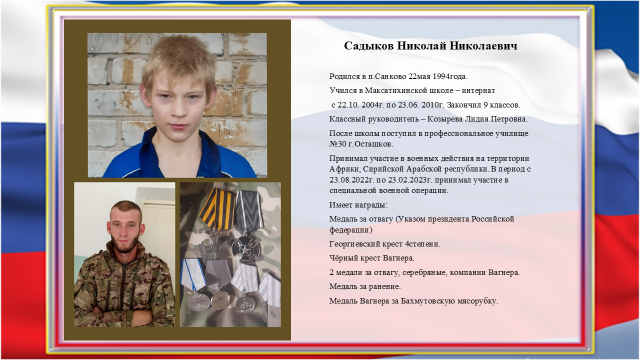 Садыков Николай Николаевич
Родился в п.Санково 22мая 1994года.
Учился в Максатихинской школе – интернат
с 22.10. 2004г. по 23.06. 2010г. Закончил 9 классов.
Классный руководитель – Козырева Лидия Петровна.
После школы поступил в профессиональное училище
№30 г.Осташков.
Принимал участие в военных действия на территории
Африки, Сирийской Арабской республики. В период с
23.08.2022г. по 23.02.2023г. принимах участие в
специальной военной операции.
Имеет награды:
Медаль за отвагу (Указом президента Российской
федерации)
Георгиевский крест 4степени.
Чёрный крест Вагнера.
2 медали за отвагу, серебряные, компании Вагнера.
Медаль за ранение.
Медаль Вагнера за Бахмутовскую мясорубку.